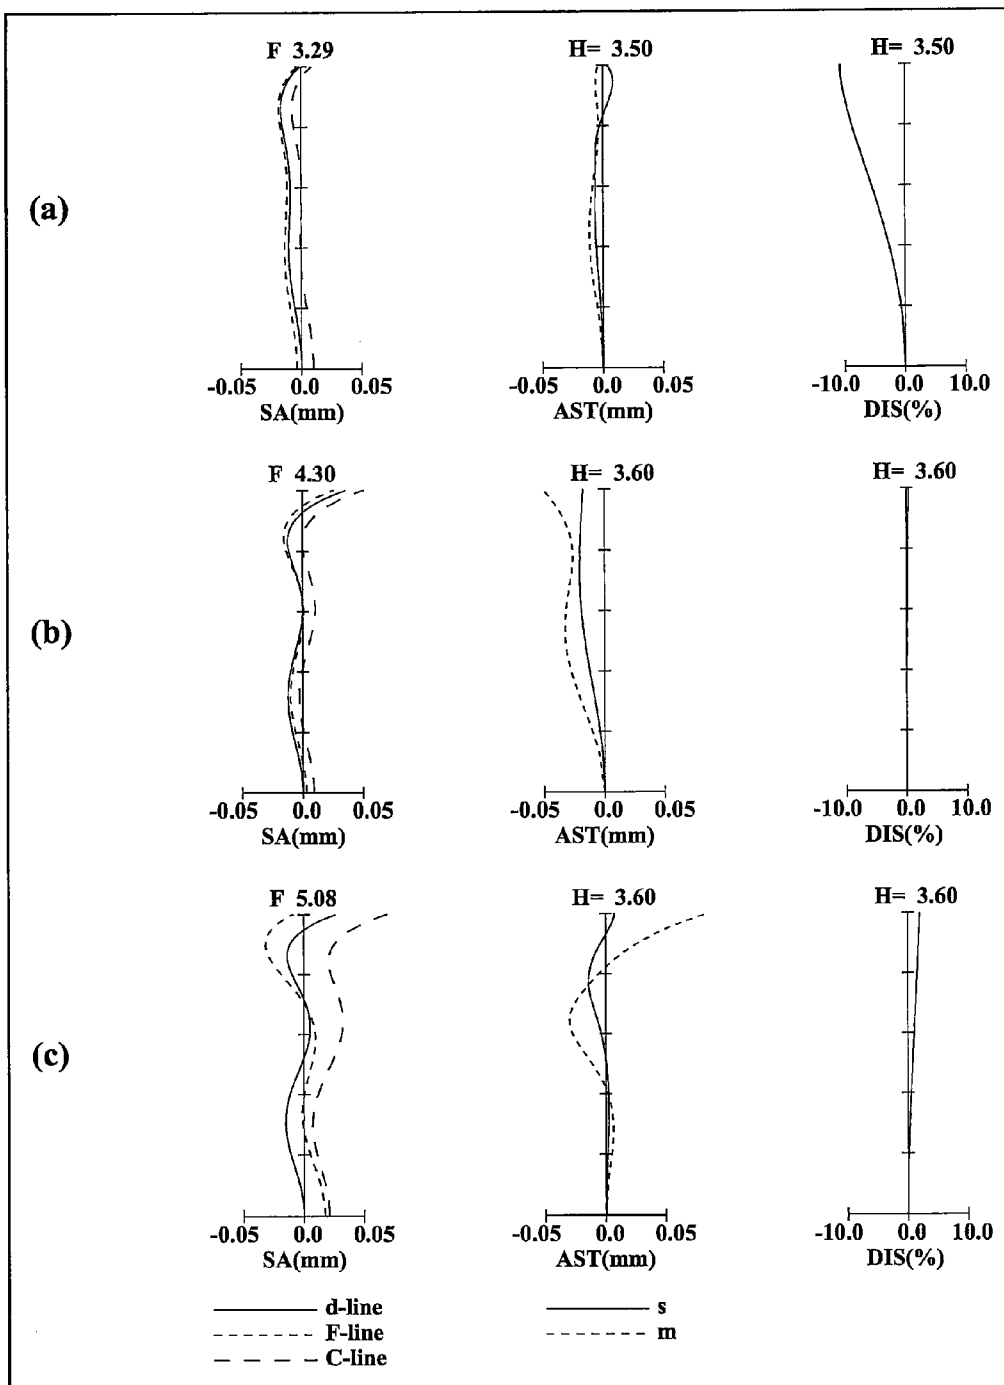 F 3.29
H= 3.50
H= 3.50
(a)
-0.05 0.0 0.05
SA(mm)
-0.05 0.0 0.05
AST(mm)
-10.0 0.0 10.0
DIS(%)
F 4.30
H= 3.60
H= 3.60
(b)
-0.05 0.0 0.05
SA(mm)
-0.05 0.0 0.05
AST(mm)
-10.0 0.0 10.0
DIS(%)
F 5.08
H= 3.60
H= 3.60
(c)
-0.05 0.0 0.05
SA(mm)
-0.05 0.0 0.05
AST(mm)
-10.0 0.0 10.0
DIS(%)
d-line
F-line
C-line
s
m